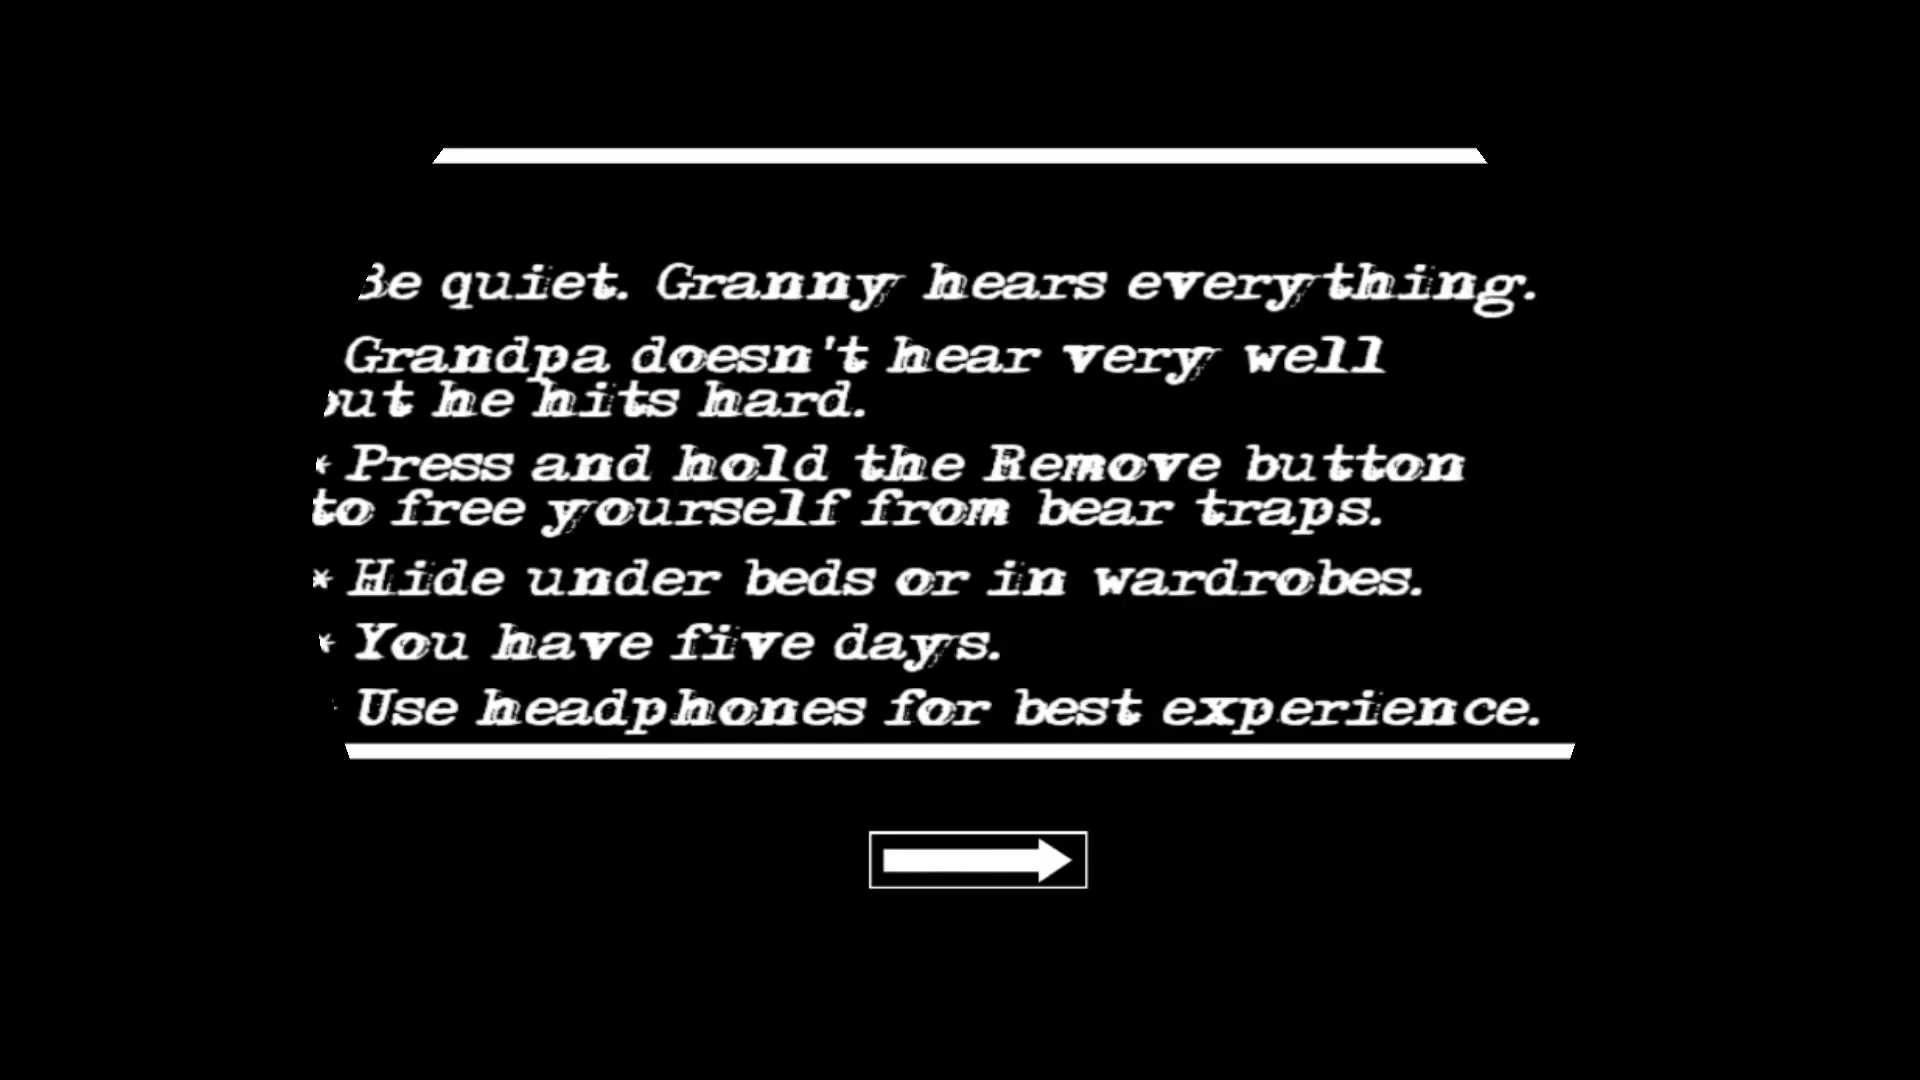 Be quiet. Granny hears everything.
Grandpa doesn't hear very well
but he hits hard.
* Press and hold the Remove button
to free yourself from bear traps.
* Hide under beds or in wardrobes.
* You have five days.
Use headphones for best experience.